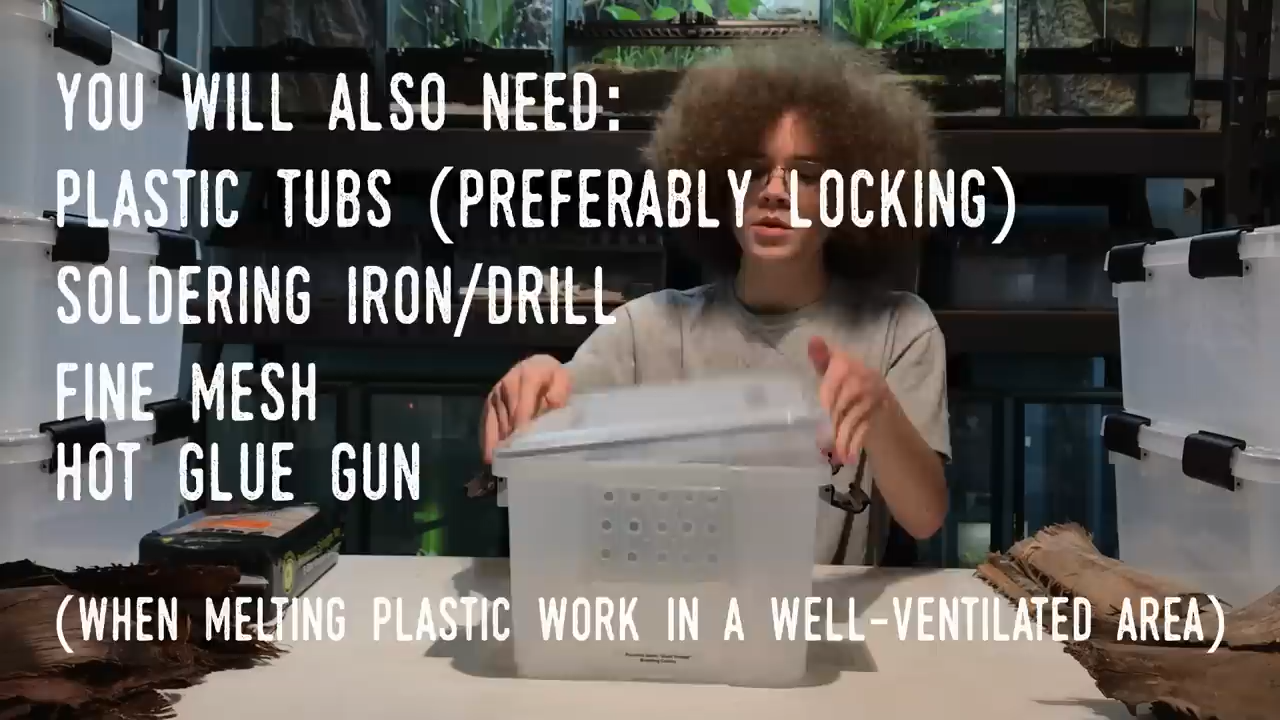 YOU WILL ALSO NEED:
PLASTIC TUBS (PREFERABLY LOCKING)
SOLDERING IRON/DRILL
FINE MESH
HOT GLUE GUN
(WHEN MELTING PLASTIC WORK IN A WELL-VENTILATED AREA)